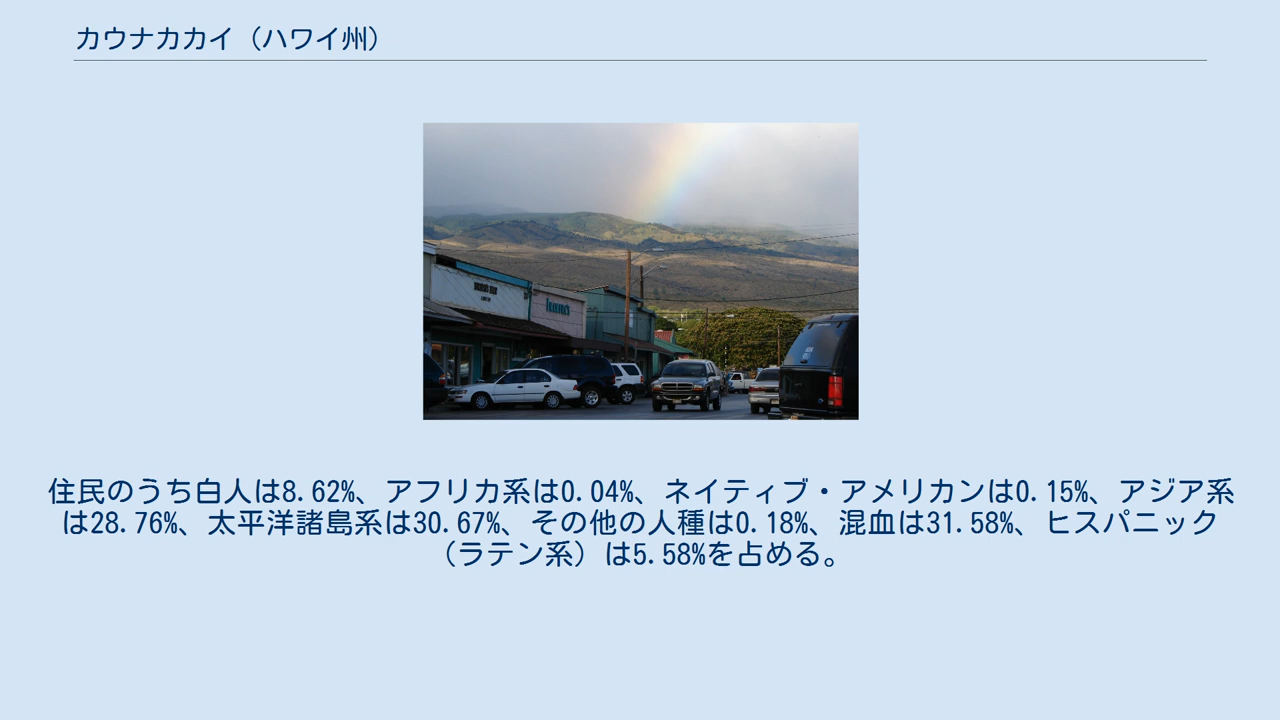 カウナカカイ（ハワイ州）
住民のうち白人は8.62%、アフリカ系は0.04%、ネイティブ・アメリカンは0.15%、アジア系
は28.76%、太平洋諸島系は30.67%、その他の人種は0.18%、混血は31.58%、ヒスパニック
（ラテン系）は5.58%を占める。